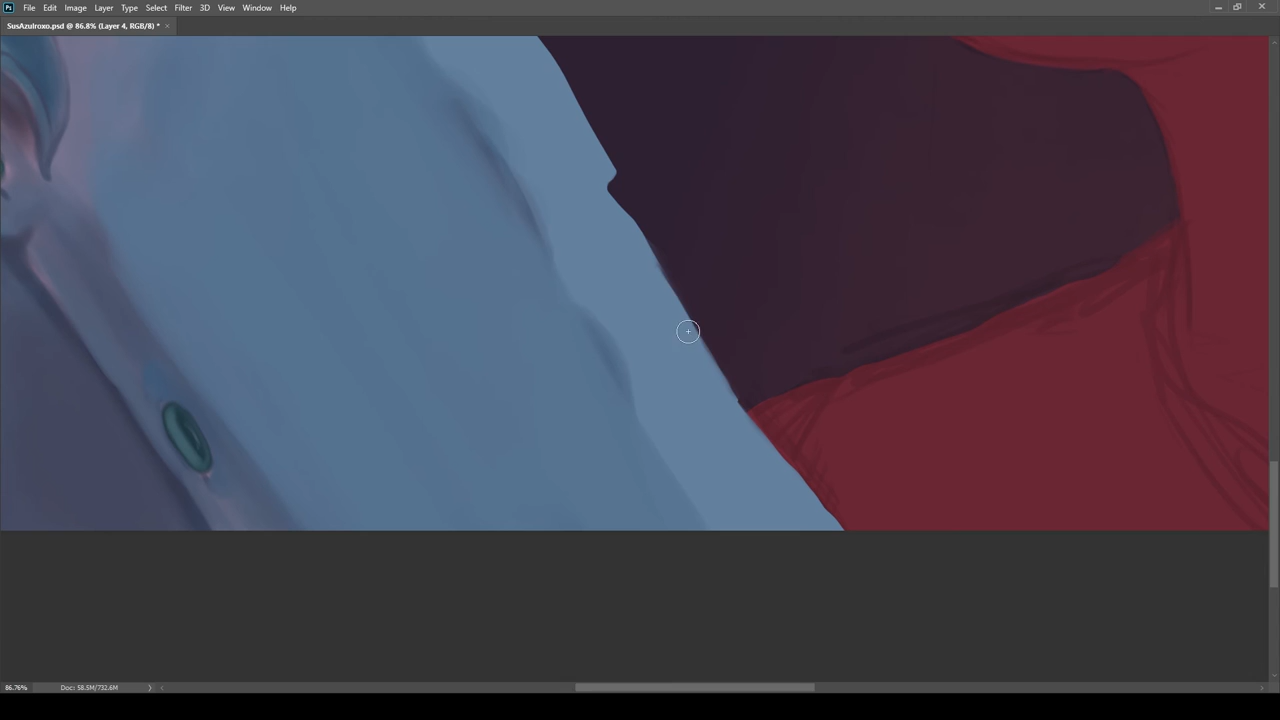 Ps File Edit Image Layer Type Select Filter 3D View Window Help
SusAzulroxo.psd @ 86.8% (Layer 4, RGB/8) * ×
86.76% Doc: 58.5M/732.6M